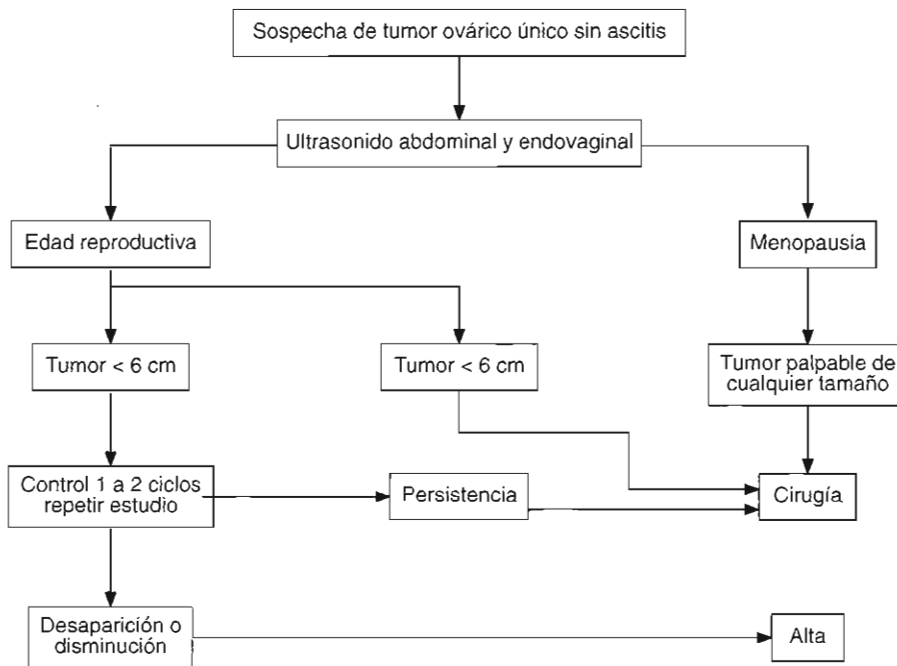 Sospecha de tumor ovárico único sin ascitis
Ultrasonido abdominal y endovaginal
Edad reproductiva
Menopausía
Tumor < 6 cm
Tumor < 6 cm
Tumor palpable de
cualquier tamaño
Control 1 a 2 ciclos
repetir estudio
Persistencia
Cirugía
Desaparición o
disminución
Alta